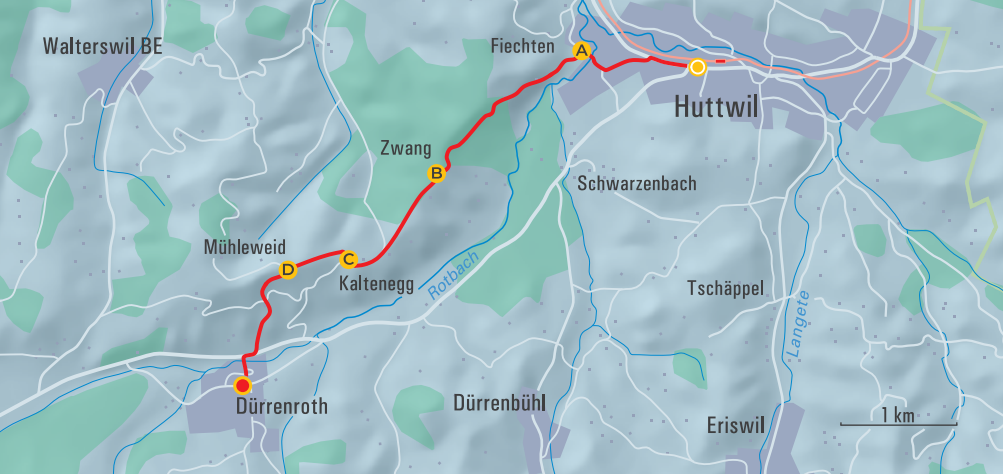 Walterswil BE
Fiechten
A
Huttwil
Zwang
B
Schwarzenbach
Mühleweid
D
C
Kaltenegg
Rotbach
Tschäppel
Langete
Dürrenroth
Dürrenbühl
Eriswil
1 km